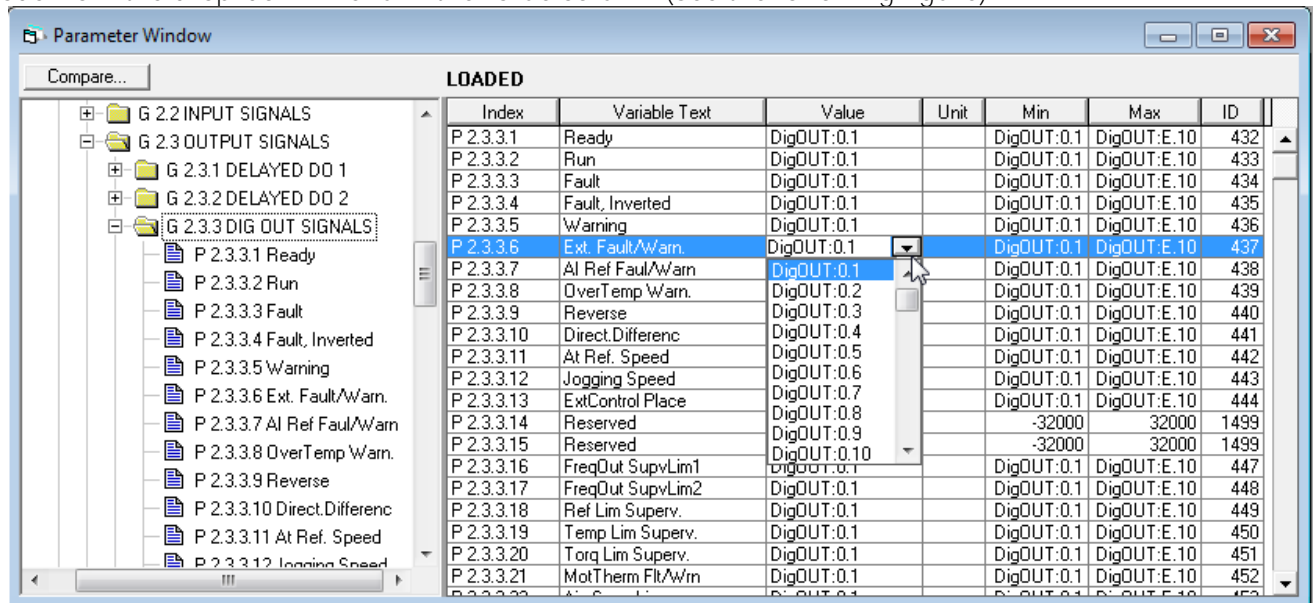 Parameter Window
Compare...
LOADED
G 2.2 INPUT SIGNALS
G 2.3 OUTPUT SIGNALS
G 2.3.1 DELAYED DO 1
G 2.3.2 DELAYED DO 2
G 2.3.3 DIG OUT SIGNALS
P 2.3.3.1 Ready
P 2.3.3.2 Run
P 2.3.3.3 Fault
P 2.3.3.4 Fault, Inverted
P 2.3.3.5 Warning
P 2.3.3.6 Ext. Fault/Warn.
P 2.3.3.7 AI Ref Faul/Warn
P 2.3.3.8 OverTemp Warn.
P 2.3.3.9 Reverse
P 2.3.3.10 Direct.Differenc
P 2.3.3.11 At Ref. Speed
P 2.3.3.12 Jogging Speed
Index Variable Text Value Unit Min Max ID
P 2.3.3.1 Ready DigOUT:0.1 DigOUT:0.1 DigOUT:E.10 432
P 2.3.3.2 Run DigOUT:0.1 DigOUT:0.1 DigOUT:E.10 433
P 2.3.3.3 Fault DigOUT:0.1 DigOUT:0.1 DigOUT:E.10 434
P 2.3.3.4 Fault, Inverted DigOUT:0.1 DigOUT:0.1 DigOUT:E.10 435
P 2.3.3.5 Warning DigOUT:0.1 DigOUT:0.1 DigOUT:E.10 436
P 2.3.3.6 Ext. Fault/Warn. DigOUT:0.1 DigOUT:0.1 DigOUT:E.10 437
P 2.3.3.7 AI Ref Faul/Warn DigOUT:0.1 DigOUT:0.1 DigOUT:E.10 438
P 2.3.3.8 OverTemp Warn. DigOUT:0.2 DigOUT:0.1 DigOUT:E.10 439
P 2.3.3.9 Reverse DigOUT:0.3 DigOUT:0.1 DigOUT:E.10 440
P 2.3.3.10 Direct.Differenc DigOUT:0.4 DigOUT:0.1 DigOUT:E.10 441
P 2.3.3.11 At Ref. Speed DigOUT:0.5 DigOUT:0.1 DigOUT:E.10 442
P 2.3.3.12 Jogging Speed DigOUT:0.6 DigOUT:0.1 DigOUT:E.10 443
P 2.3.3.13 ExtControl Place DigOUT:0.7 DigOUT:0.1 DigOUT:E.10 444
P 2.3.3.14 Reserved DigOUT:0.8 -32000 32000 1499
P 2.3.3.15 Reserved DigOUT:0.9 -32000 32000 1499
DigOUT:0.10
P 2.3.3.16 FreqOut SupvLim1 DigOUT:0.1 DigOUT:0.1 DigOUT:E.10 447
P 2.3.3.17 FreqOut SupvLim2 DigOUT:0.1 DigOUT:0.1 DigOUT:E.10 448
P 2.3.3.18 Ref Lim Superv. DigOUT:0.1 DigOUT:0.1 DigOUT:E.10 449
P 2.3.3.19 Temp Lim Superv. DigOUT:0.1 DigOUT:0.1 DigOUT:E.10 450
P 2.3.3.20 Torq Lim Superv. DigOUT:0.1 DigOUT:0.1 DigOUT:E.10 451
P 2.3.3.21 MotTherm Flt/Wrn DigOUT:0.1 DigOUT:0.1 DigOUT:E.10 452